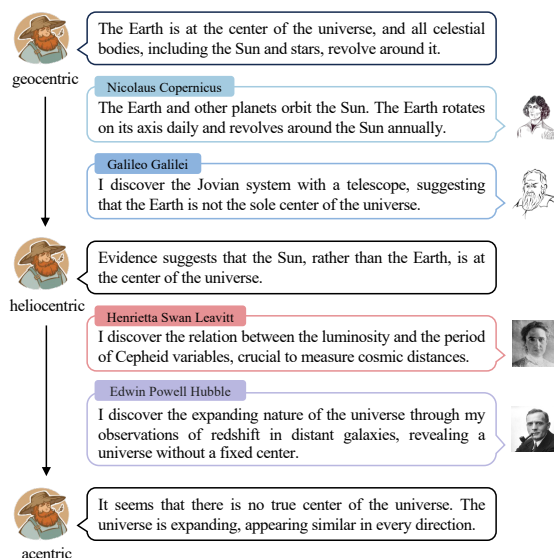 The Earth is at the center of the universe, and all celestial
bodies, including the Sun and stars, revolve around it.
geocentric
Nicolaus Copernicus
The Earth and other planets orbit the Sun. The Earth rotates
on its axis daily and revolves around the Sun annually.
Galileo Galilei
I discover the Jovian system with a telescope, suggesting
that the Earth is not the sole center of the universe.
Evidence suggests that the Sun, rather than the Earth, is at
the center of the universe.
heliocentric
Henrietta Swan Leavitt
I discover the relation between the luminosity and the period
of Cepheid variables, crucial to measure cosmic distances.
Edwin Powell Hubble
I discover the expanding nature of the universe through my
observations of redshift in distant galaxies, revealing a
universe without a fixed center.
It seems that there is no true center of the universe. The
universe is expanding, appearing similar in every direction.
acentric